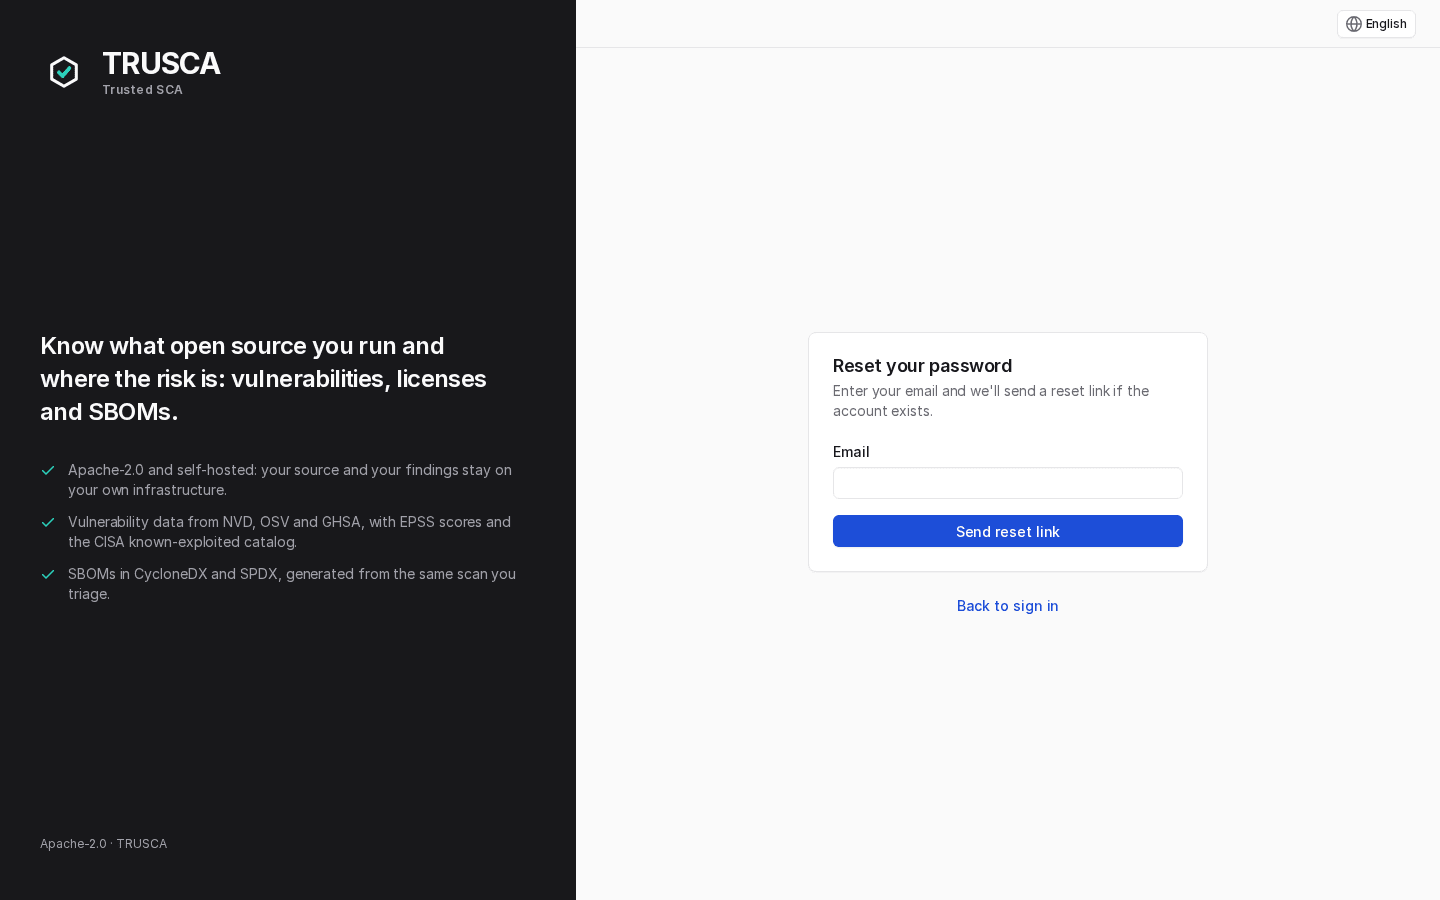 TRUSCA
Trusted SCA
Know what open source you run and
where the risk is: vulnerabilities, licenses
and SBOMs.
Apache-2.0 and self-hosted: your source and your findings stay on
your own infrastructure.
Vulnerability data from NVD, OSV and GHSA, with EPSS scores and
the CISA known-exploited catalog.
SBOMs in CycloneDX and SPDX, generated from the same scan you
triage.
Apache-2.0 · TRUSCA
English
Reset your password
Enter your email and we'll send a reset link if the
account exists.
Email
Send reset link
Back to sign in